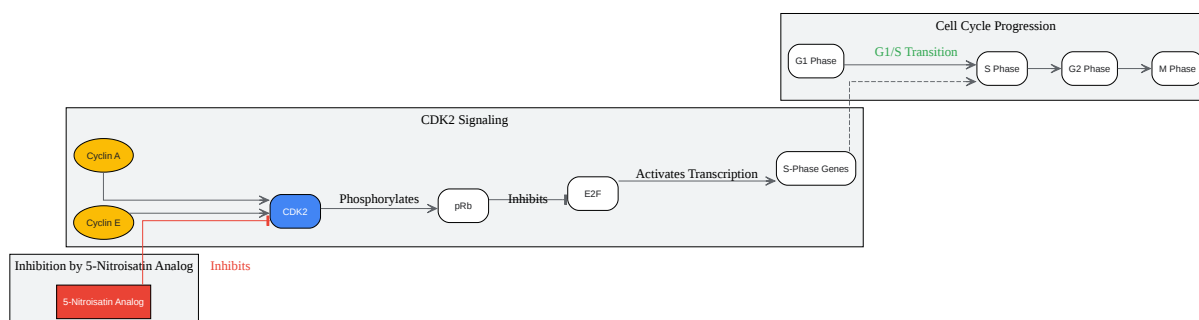 Cell Cycle Progression
G1 Phase
G1/S Transition
S Phase
G2 Phase
M Phase
CDK2 Signaling
Cyclin A
Cyclin E
CDK2
Phosphorylates
pRb
Inhibits
E2F
Activates Transcription
S-Phase Genes
Inhibition by 5-Nitroisatin Analog
Inhibits
5-Nitroisatin Analog